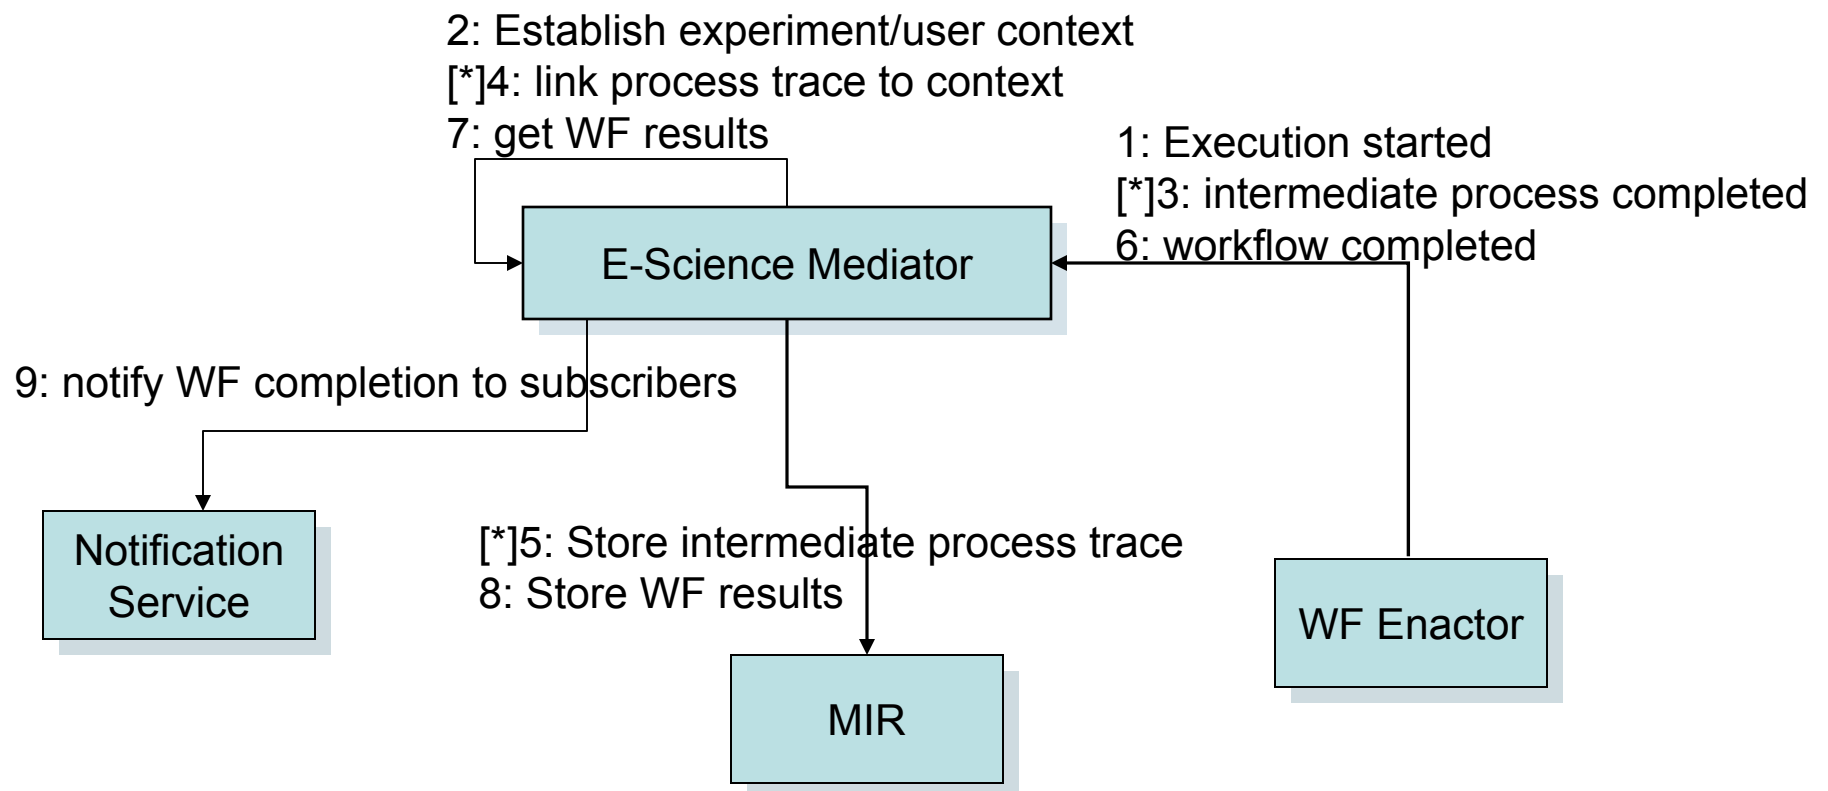 2: Establish experiment/user context
[*]4: link process trace to context
7: get WF results
1: Execution started
[*]3: intermediate process completed
6: workflow completed
E-Science Mediator
9: notify WF completion to subscribers
Notification
Service
[*]5: Store intermediate process trace
8: Store WF results
WF Enactor
MIR